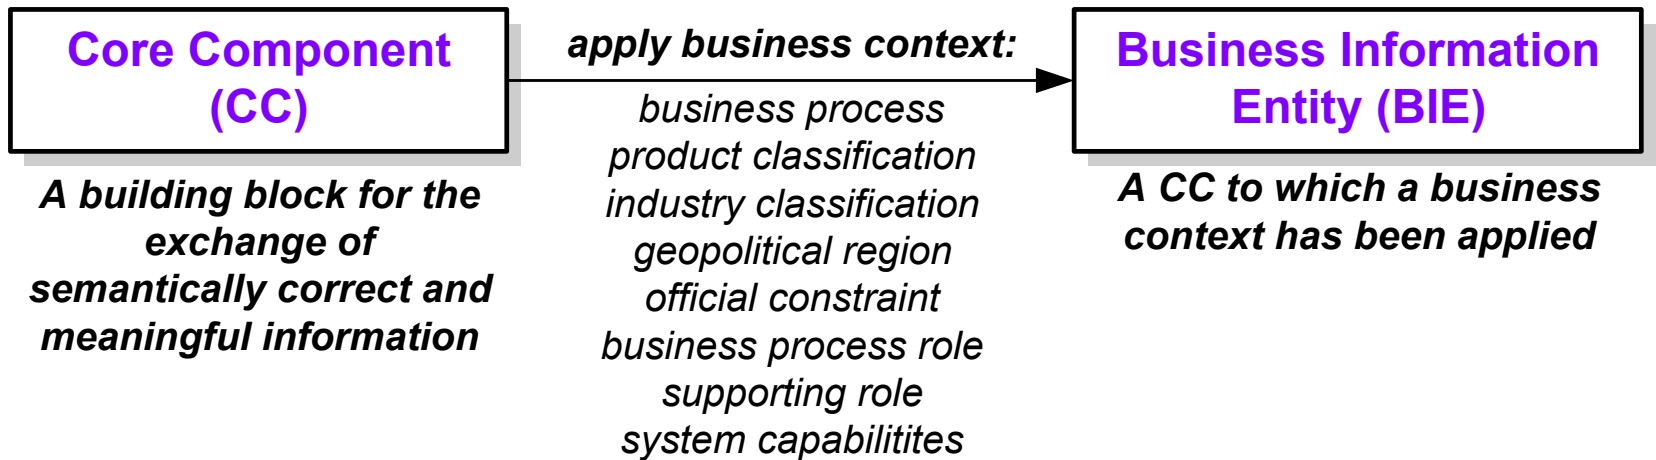 Core Component
(CC)
A building block for the
exchange of
semantically correct and
meaningful information
apply business context:
business process
product classification
industry classification
geopolitical region
official constraint
business process role
supporting role
system capabilitites
Business Information
Entity (BIE)
A CC to which a business
context has been applied